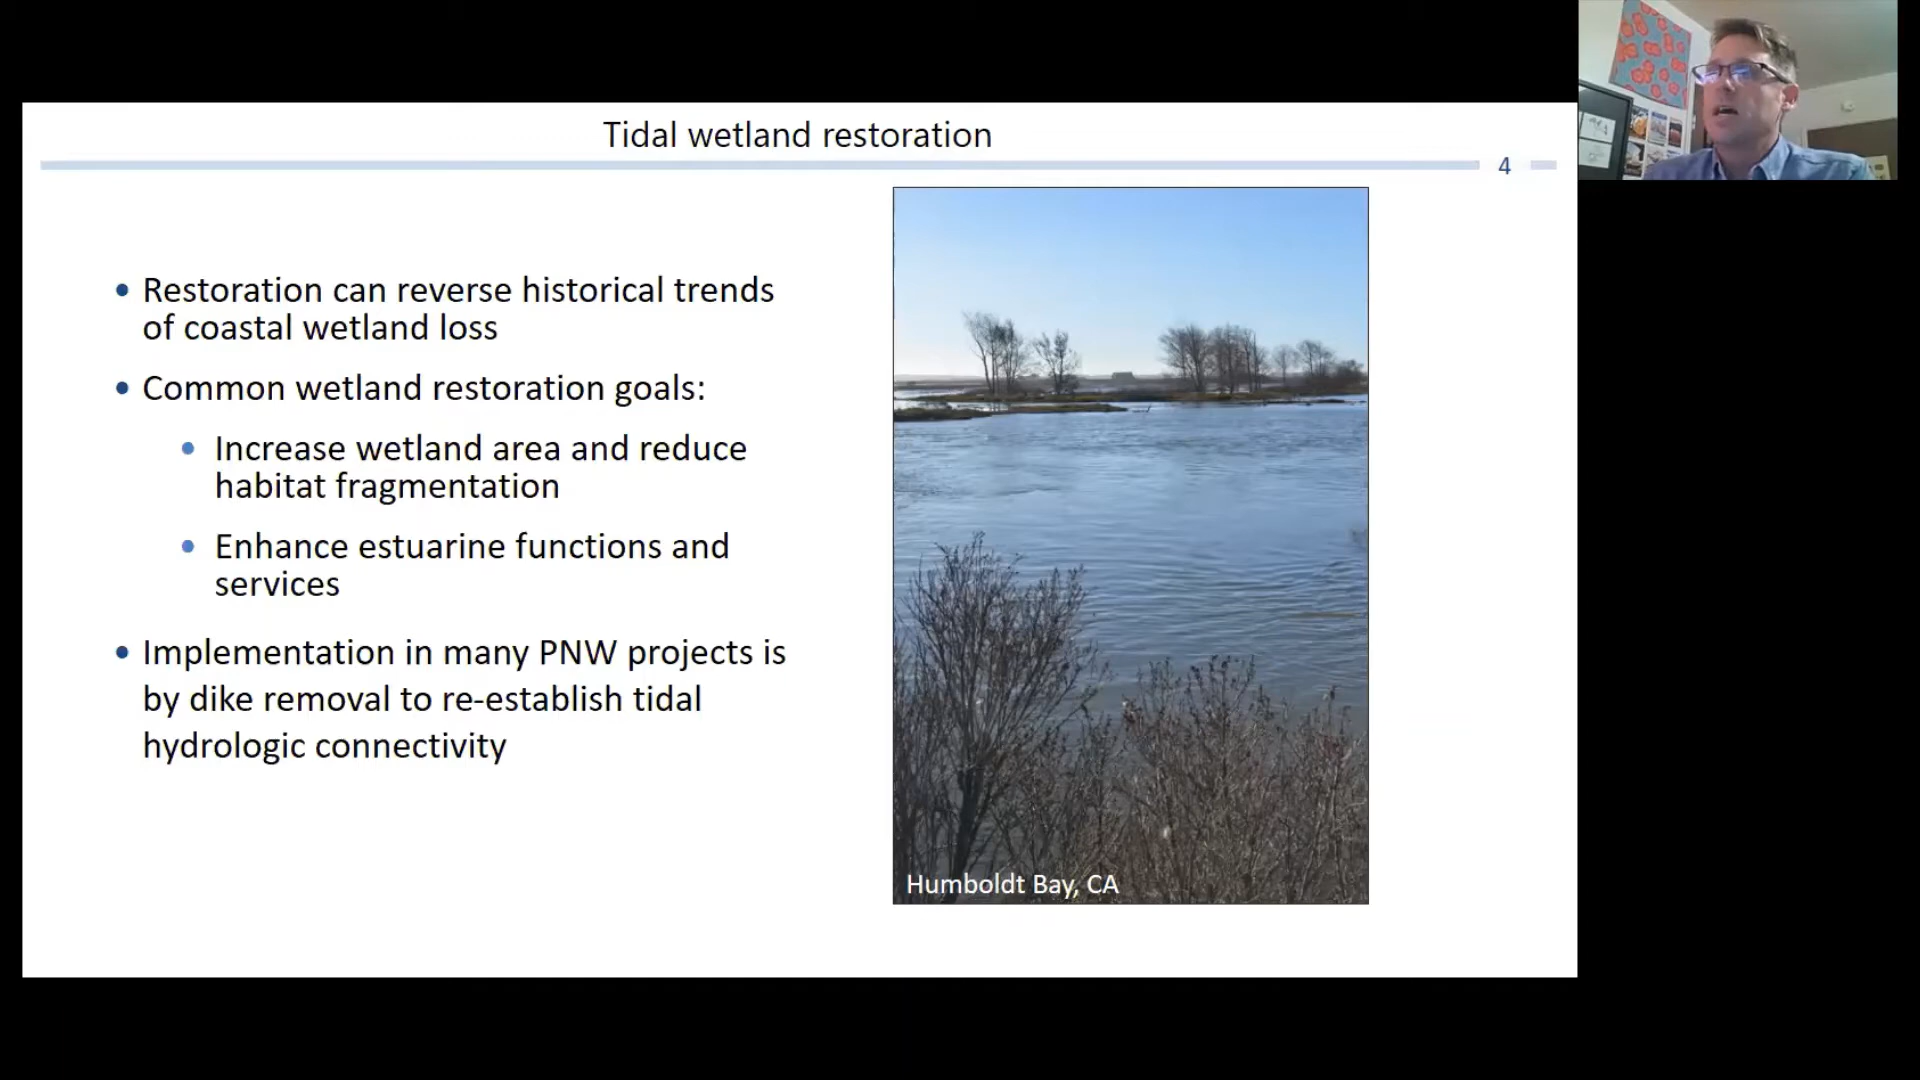 Tidal wetland restoration
4
• Restoration can reverse historical trends
of coastal wetland loss
• Common wetland restoration goals:
• Increase wetland area and reduce
habitat fragmentation
• Enhance estuarine functions and
services
• Implementation in many PNW projects is
by dike removal to re-establish tidal
hydrologic connectivity
Humboldt Bay, CA